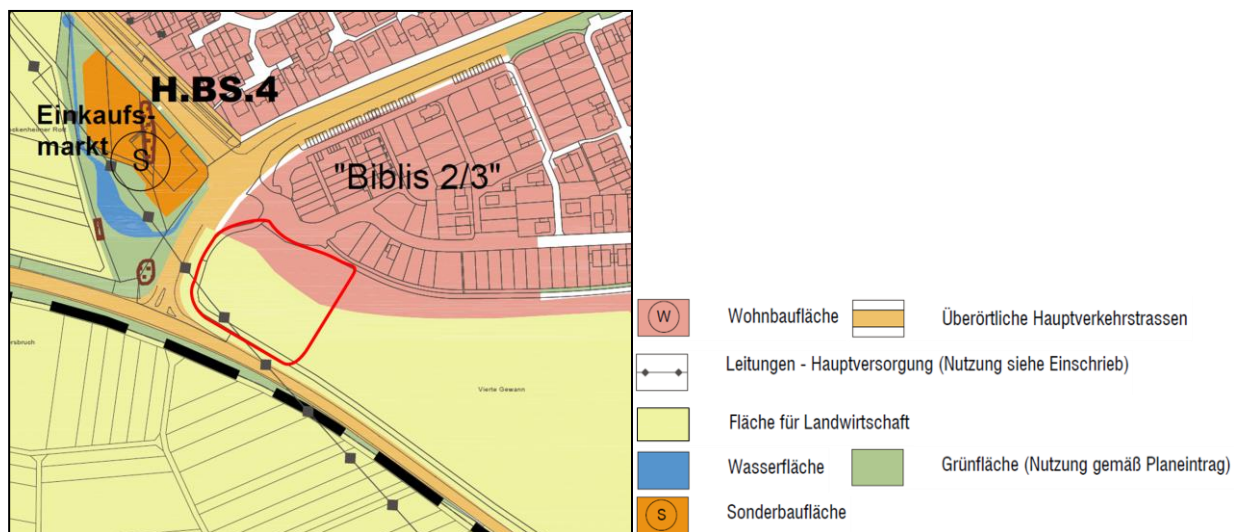 H.BS.4
Einkaufs-
markt
S
"Biblis 2/3"
Vierte Gewann
W
Wohnbaufläche
Überörtliche Hauptverkehrstrassen
Leitungen - Hauptversorgung (Nutzung siehe Einschrieb)
Fläche für Landwirtschaft
Wasserfläche
Grünfläche (Nutzung gemäß Planeintrag)
S
Sonderbaufläche